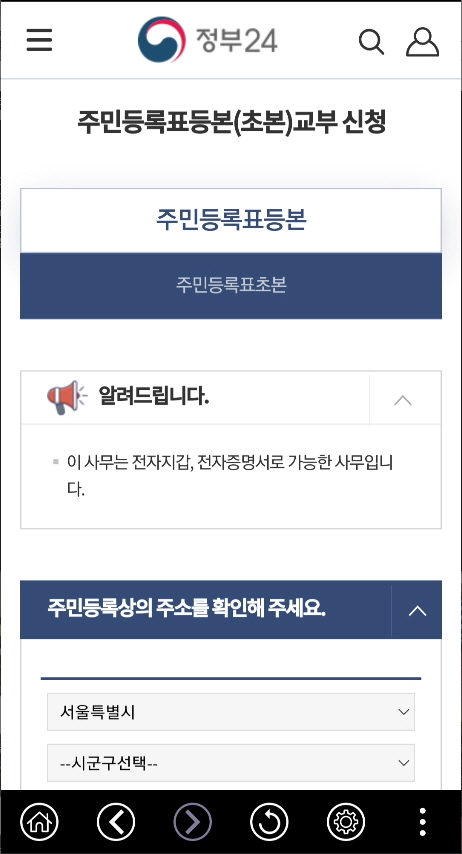 정부24
주민등록표등본(초본)교부 신청
주민등록표등본
주민등록표초본
알려드립니다.
이 사무는 전자지갑, 전자증명서로 가능한 사무입니
다.
주민등록상의 주소를 확인해 주세요.
서울특별시
--시군구선택--